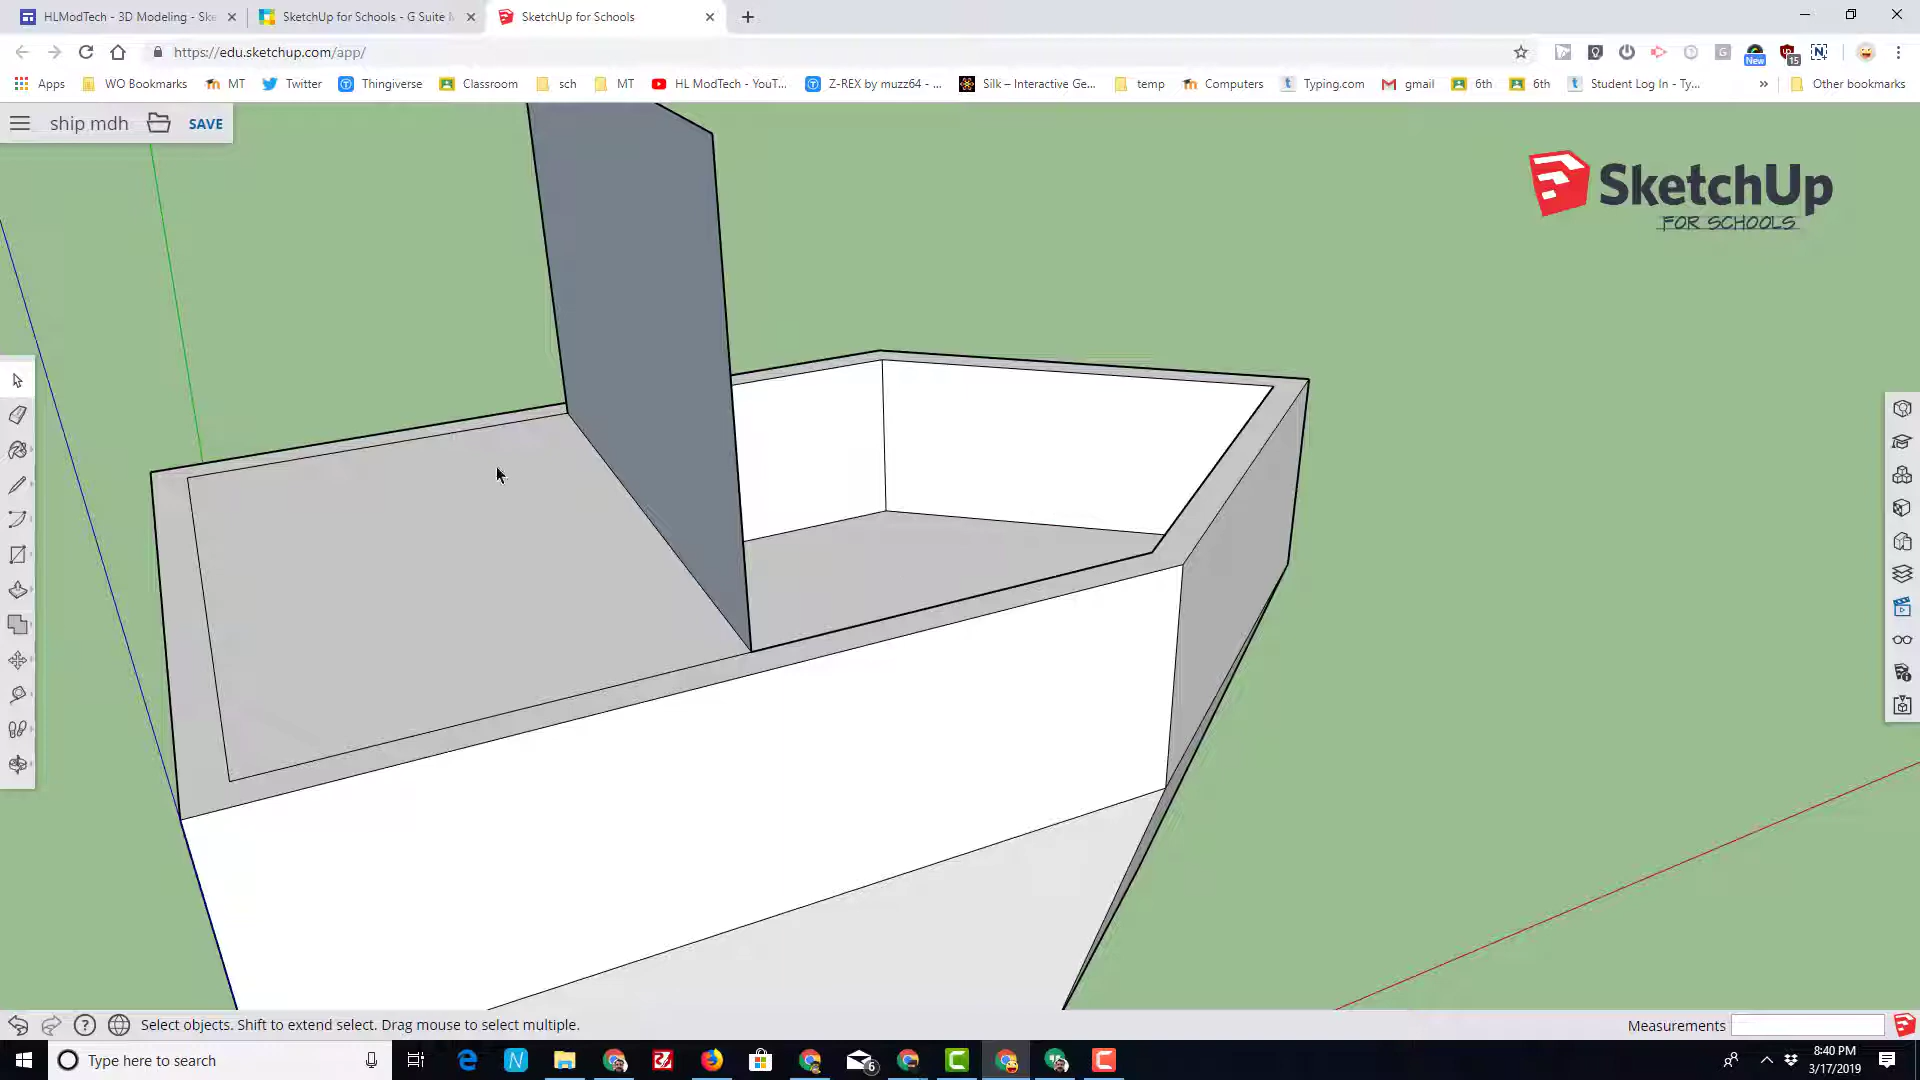 HLModTech - 3D Modeling - Ske
SketchUp for Schools - G Suite M
SketchUp for Schools
https://edu.sketchup.com/app/
Apps
WO Bookmarks
MT
Twitter
Thingiverse
Classroom
sch
MT
HL ModTech - YouT...
Z-REX by muzz64 - ...
Silk – Interactive Ge...
temp
Computers
Typing.com
gmail
6th
6th
Student Log In - Ty...
»
Other bookmarks
New
15
ship mdh
SAVE
SketchUp
FOR SCHOOLS
Select objects. Shift to extend select. Drag mouse to select multiple.
Measurements
Type here to search
6
8:40 PM
3/17/2019